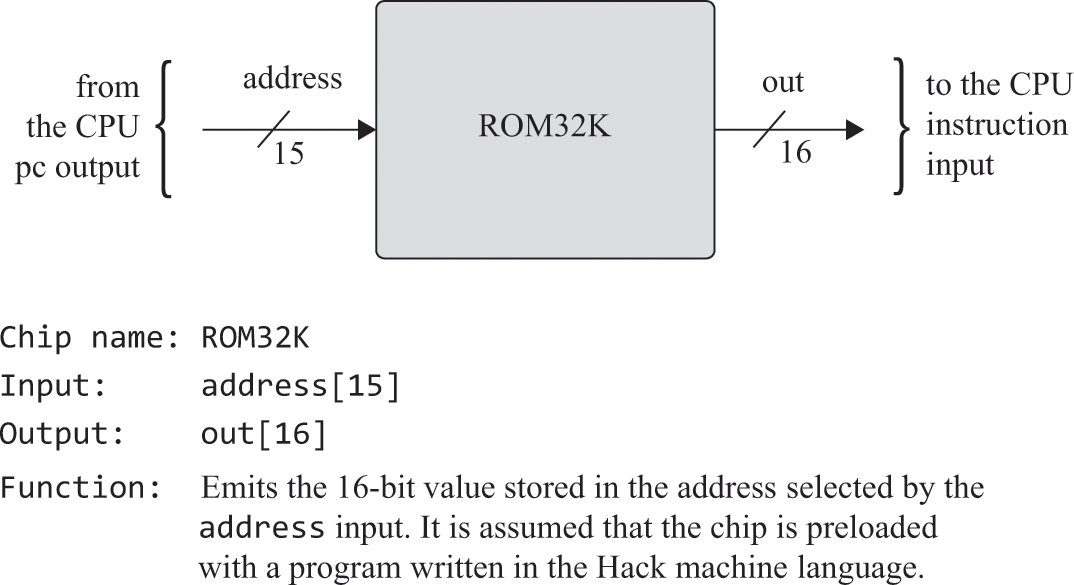 from
the CPU
pc output
address
15
ROM32K
out
16
to the CPU
instruction
input
Chip name: ROM32K
Input: address[15]
Output: out[16]
Function: Emits the 16-bit value stored in the address selected by the
address input. It is assumed that the chip is preloaded
with a program written in the Hack machine language.